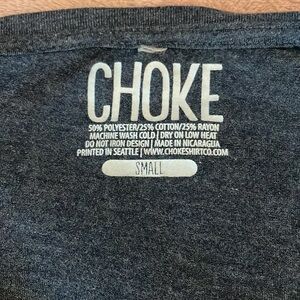 CHOKE
50% POLYESTER/25% COTTON/25% RAYON
MACHINE WASH COLD | DRY ON LOW HEAT
DO NOT IRON DESIGN | MADE IN NICARAGUA
PRINTED IN SEATTLE | WWW.CHOKESHIRTCO.COM
SMALL